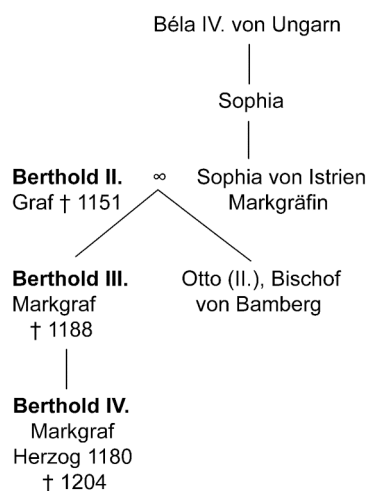 Béla IV. von Ungarn
Sophia
Berthold II. ∞ Sophia von Istrien
Graf † 1151 Markgräfin
Berthold III. Otto (II.), Bischof
Markgraf von Bamberg
† 1188
Berthold IV.
Markgraf
Herzog 1180
† 1204